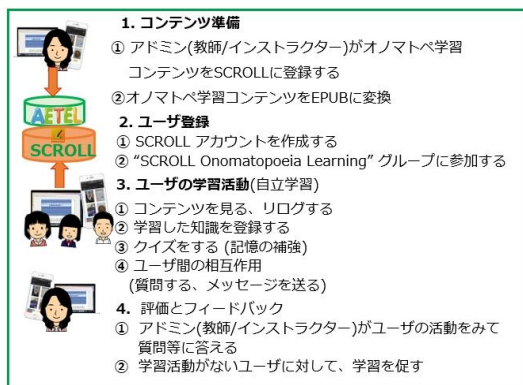 1. コンテンツ準備
① アドミン(教師/インストラクター)がオノマトペ学習
コンテンツをSCROLLに登録する
②オノマトペ学習コンテンツをEPUBに変換
AETEL
SCROLL
2. ユーザ登録
① SCROLL アカウントを作成する
② “SCROLL Onomatopoeia Learning” グループに参加する
3. ユーザの学習活動(自立学習)
① コンテンツを見る、リログする
② 学習した知識を登録する
③ クイズをする (記憶の補強)
④ ユーザ間の相互作用
(質問する、メッセージを送る)
4. 評価とフィードバック
① アドミン(教師/インストラクター)がユーザの活動をみて
質問等に答える
② 学習活動がないユーザに対して、学習を促す